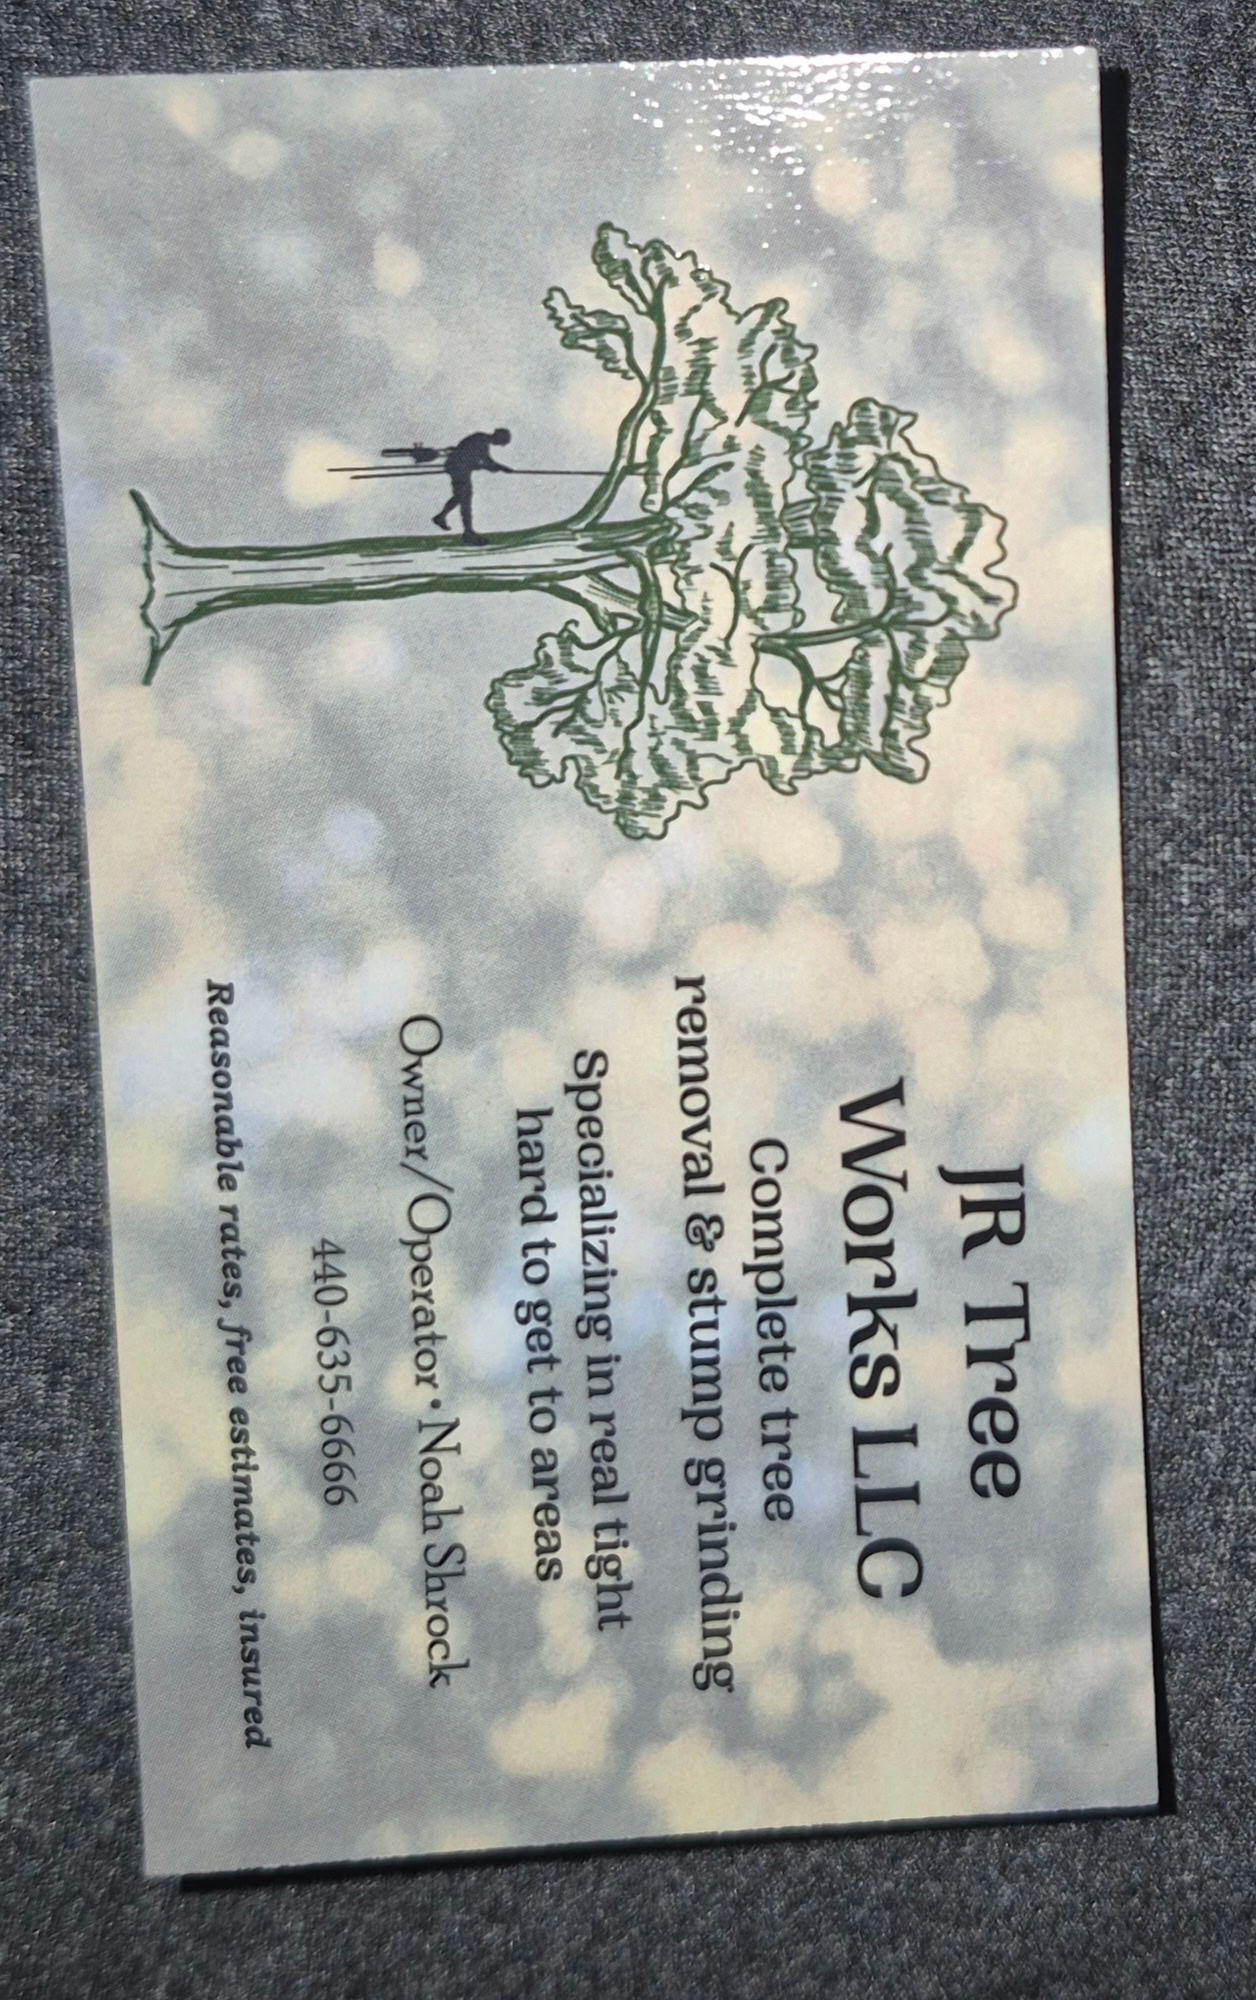 JR Tree
Works LLC
Complete tree
removal & stump grinding
Specializing in real tight
hard to get to areas
Owner/Operator • Noah Shrock
440-635-6666
Reasonable rates, free estimates, insured